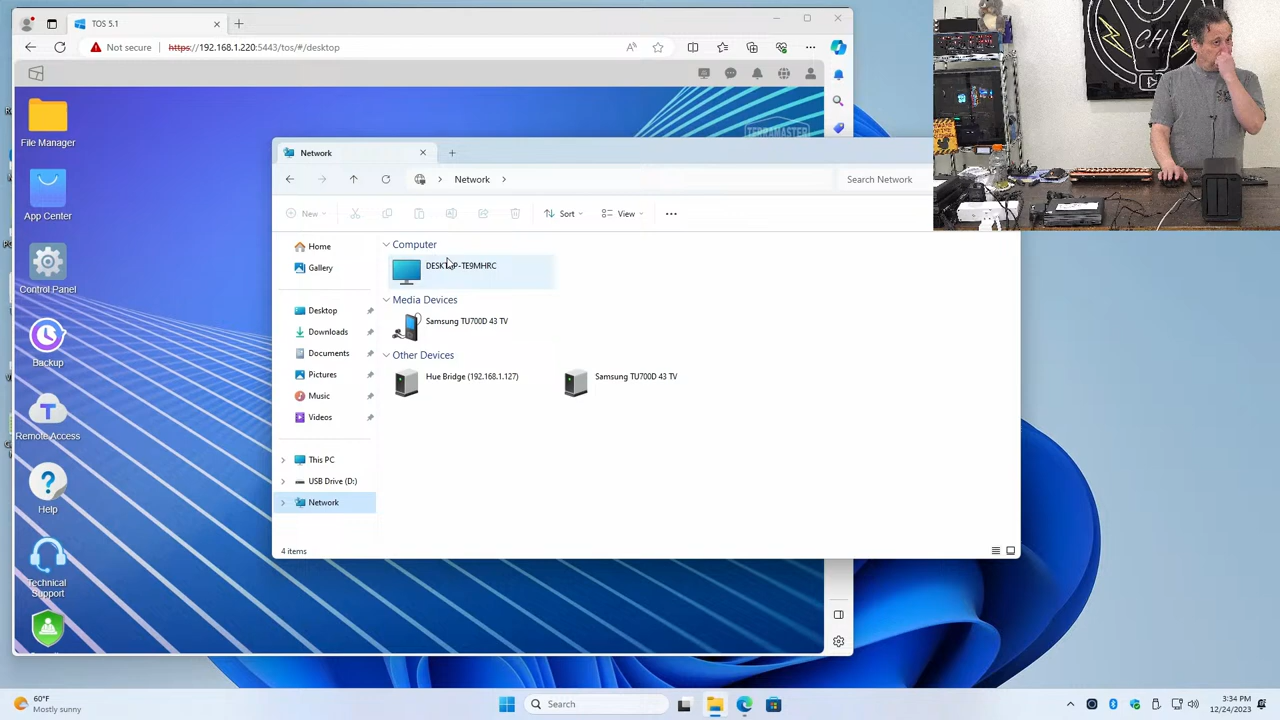 TOS 5.1
Not secure
https://192.168.1.220:5443/tos/#/desktop
TERRAMASTER
File Manager
App Center
Control Panel
Backup
Remote Access
Help
Technical
Support
Network
Network
Search Network
New
Sort
View
Home
Gallery
Desktop
Downloads
Documents
Pictures
Music
Videos
This PC
USB Drive (D:)
Network
Computer
DESKTOP-TE9MHRC
Media Devices
Samsung TU700D 43 TV
Other Devices
Hue Bridge (192.168.1.127)
Samsung TU700D 43 TV
4 items
CHI
60°F
Mostly sunny
Search
3:34 PM
12/24/2023